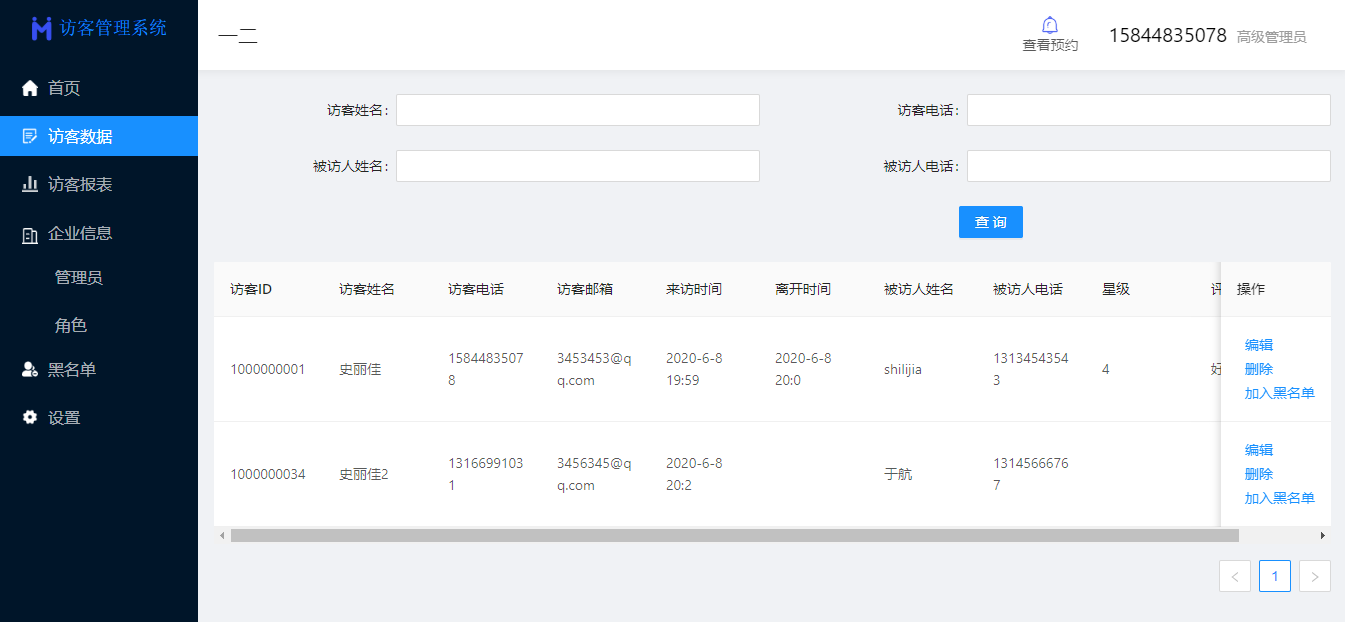 访客管理系统
首页
访客数据
访客报表
企业信息
管理员
角色
黑名单
设置
一二
查看预约
15844835078 高级管理员
访客姓名: 访客电话:
被访人姓名: 被访人电话:
查 询
访客ID 访客姓名 访客电话 访客邮箱 来访时间 离开时间 被访人姓名 被访人电话 星级 评 操作
1000000001 史丽佳 15844835078 3453453@qq.com 2020-6-8 19:59 2020-6-8 20:0 shilijia 13134543543 4 好
编辑
删除
加入黑名单
1000000034 史丽佳2 13166991031 3456345@qq.com 2020-6-8 20:2 于航 13145666767
编辑
删除
加入黑名单
< 1 >